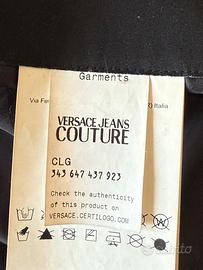 Garments
Via Fe
) Italia
VERSACE JEANS
COUTURE
CLG
343 647 437 923
Check the authenticity
of this product on
VERSACE.CERTILOGO.COM
subito